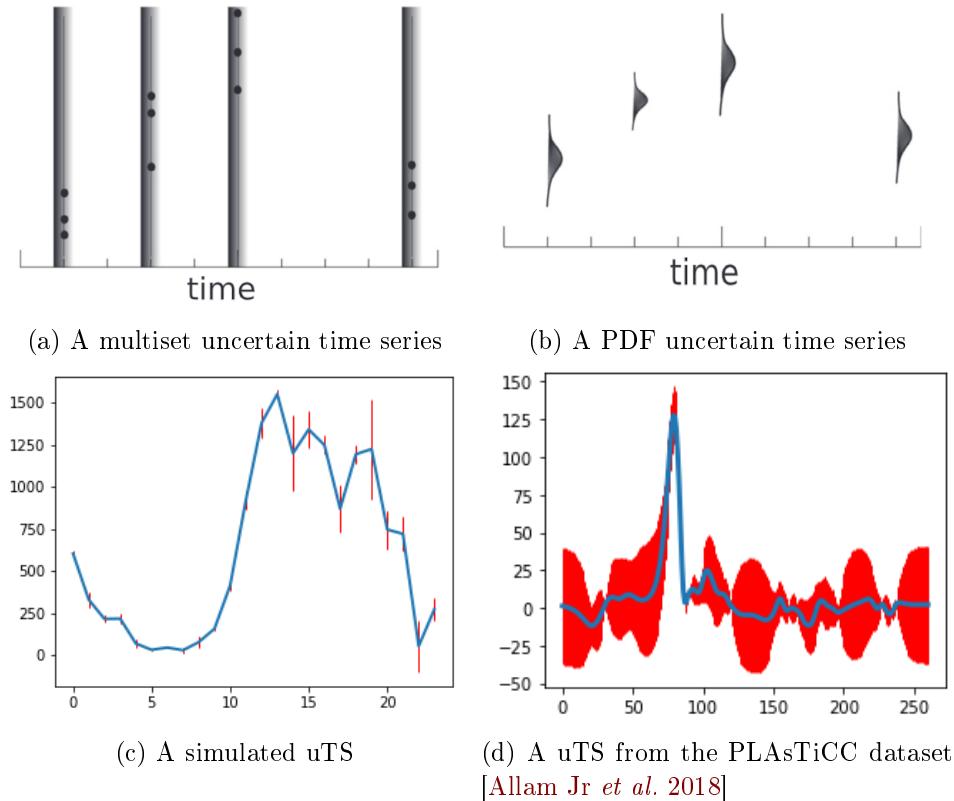 time
time
(a) A multiset uncertain time series
(b) A PDF uncertain time series
1500
1250
1000
750
500
250
0
0 5 10 15 20
150
125
100
75
50
25
0
−25
−50
0 50 100 150 200 250
(c) A simulated uTS
(d) A uTS from the PLAsTiCC dataset
[Allam Jr et al. 2018]